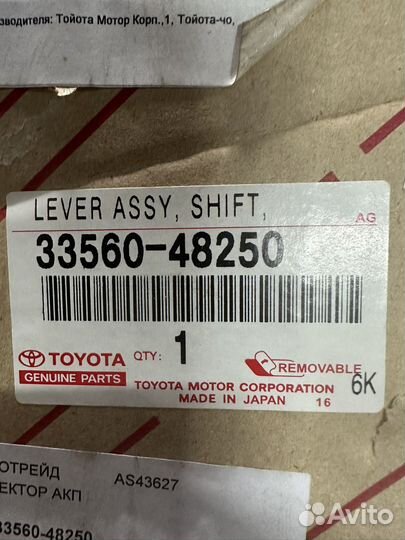 зводителя: Тойота Мотор Корп.,1, Тойота-чо,
LEVER ASSY, SHIFT,
AG
33560-48250
TOYOTA
GENUINE PARTS
QTY: 1
REMOVABLE
6K
TOYOTA MOTOR CORPORATION
MADE IN JAPAN 16
ОТРЕЙД AS43627
ЕКТОР АКП
33560-48250
Avito